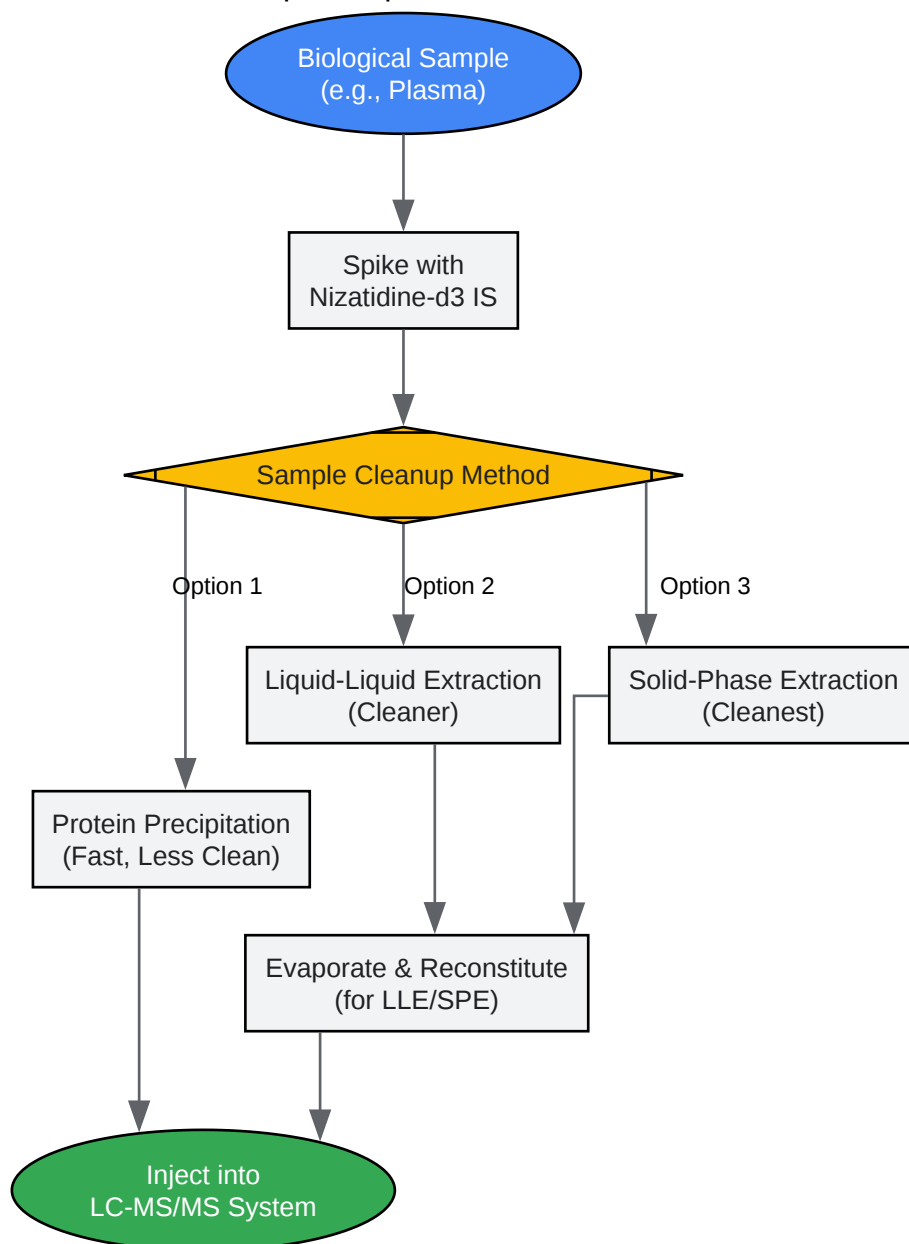 Biological Sample
(e.g., Plasma)
Spike with
Nizatidine-d3 IS
Sample Cleanup Method
Option 1
Option 2
Option 3
Liquid-Liquid Extraction
(Cleaner)
Solid-Phase Extraction
(Cleanest)
Protein Precipitation
(Fast, Less Clean)
Evaporate & Reconstitute
(for LLE/SPE)
Inject into
LC-MS/MS System